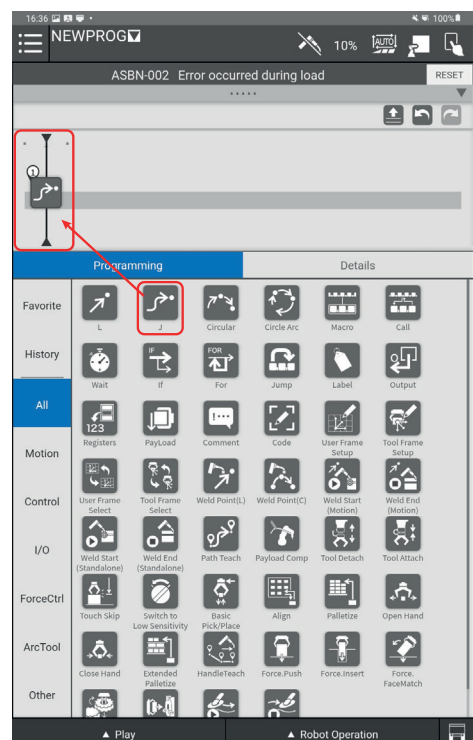 16:36
100%
NEWPROG
10%
AUTO
ASBN-002 Error occurred during load
RESET
1
Programming
Details
Favorite
History
All
Motion
Control
I/O
ForceCtrl
ArcTool
Other
L
J
Circular
Circle Arc
Macro
Call
IF
FOR
Wait
If
For
Jump
Label
Output
123
Registers
PayLoad
Comment
Code
User Frame
Setup
Tool Frame
Setup
User Frame
Select
Tool Frame
Select
Weld Point(L)
Weld Point(C)
Weld Start
(Motion)
Weld End
(Motion)
Weld Start
(Standalone)
Weld End
(Standalone)
Path Teach
Payload Comp
Tool Detach
Tool Attach
Touch Skip
Switch to
Low Sensitivity
Basic
Pick/Place
Align
Palletize
Open Hand
Close Hand
Extended
Palletize
HandleTeach
Force.Push
Force.Insert
Force.
FaceMatch
▲ Play
▲ Robot Operation